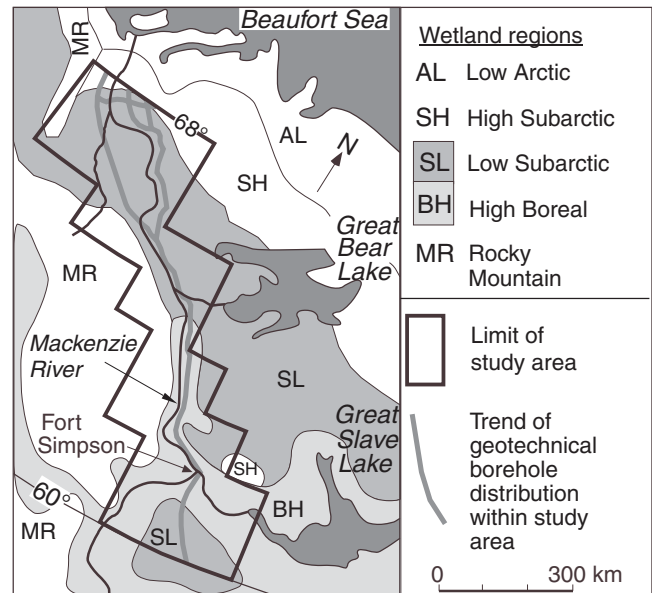 Beaufort Sea
MR
AL
N
68°
SH
Great
Bear
Lake
MR
Mackenzie
River
SL
Fort
Simpson
Great
Slave
Lake
SH
60°
BH
MR
SL
Wetland regions
AL Low Arctic
SH High Subarctic
SL Low Subarctic
BH High Boreal
MR Rocky
Mountain
Limit of
study area
Trend of
geotechnical
borehole
distribution
within study
area
0 300 km